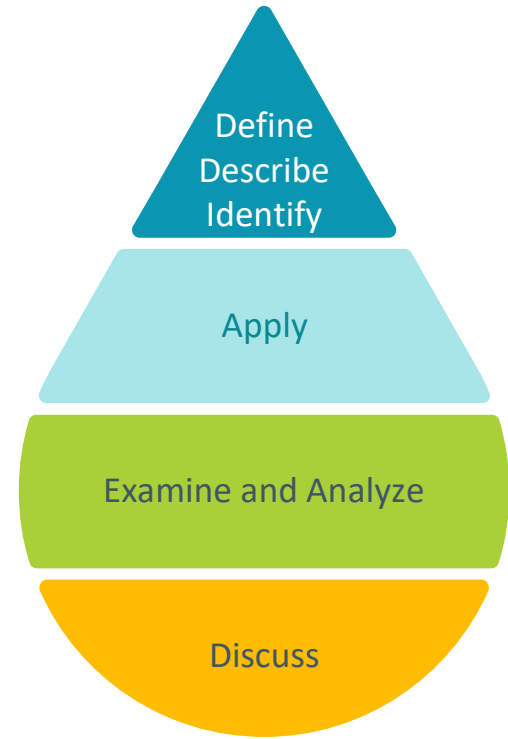 Define
Describe
Identify
Apply
Examine and Analyze
Discuss